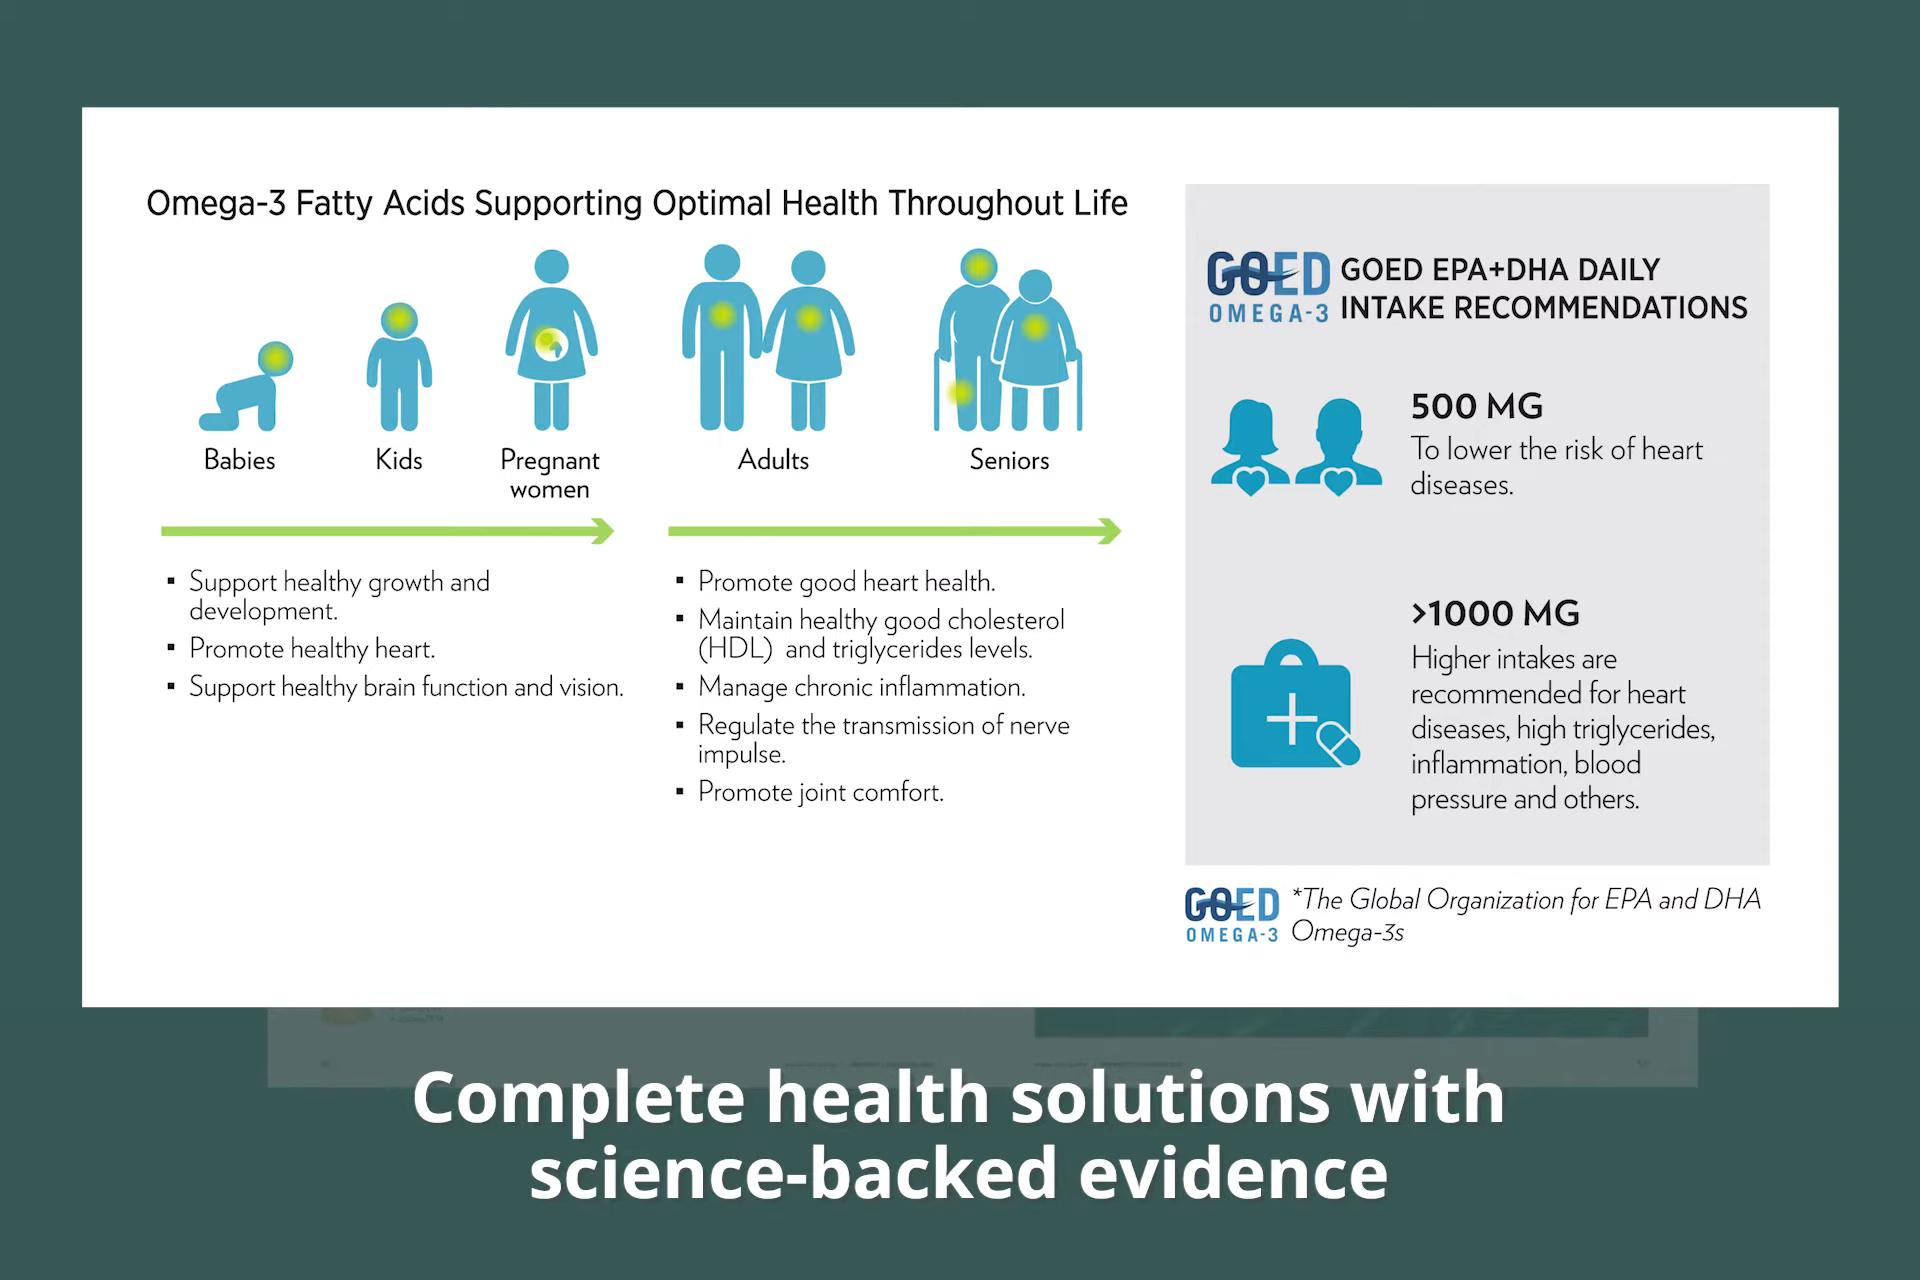 Omega-3 Fatty Acids Supporting Optimal Health Throughout Life
Babies
Kids
Pregnant
women
Adults
Seniors
▪ Support healthy growth and
development.
▪ Promote healthy heart.
▪ Support healthy brain function and vision.
▪ Promote good heart health.
▪ Maintain healthy good cholesterol
(HDL) and triglycerides levels.
▪ Manage chronic inflammation.
▪ Regulate the transmission of nerve
impulse.
▪ Promote joint comfort.
GOED
OMEGA-3
GOED EPA+DHA DAILY
INTAKE RECOMMENDATIONS
500 MG
To lower the risk of heart
diseases.
>1000 MG
Higher intakes are
recommended for heart
diseases, high triglycerides,
inflammation, blood
pressure and others.
GOED
OMEGA-3
*The Global Organization for EPA and DHA
Omega-3s
Complete health solutions with
science-backed evidence